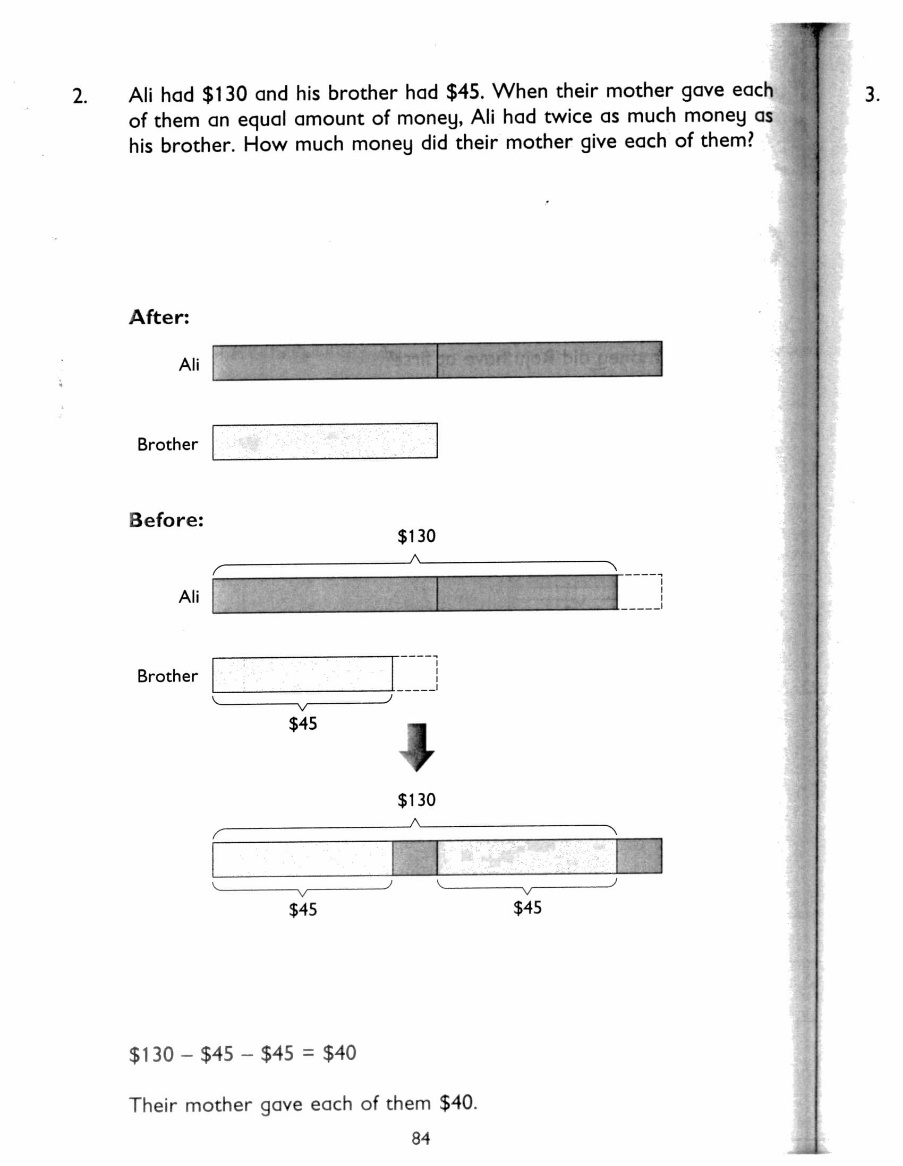 2. Ali had $130 and his brother had $45. When their mother gave each
of them an equal amount of money, Ali had twice as much money as
his brother. How much money did their mother give each of them?
3.
After:
Ali
Brother
Before:
$130
Ali
Brother
$45
$130
$45 $45
$130 – $45 – $45 = $40
Their mother gave each of them $40.
84